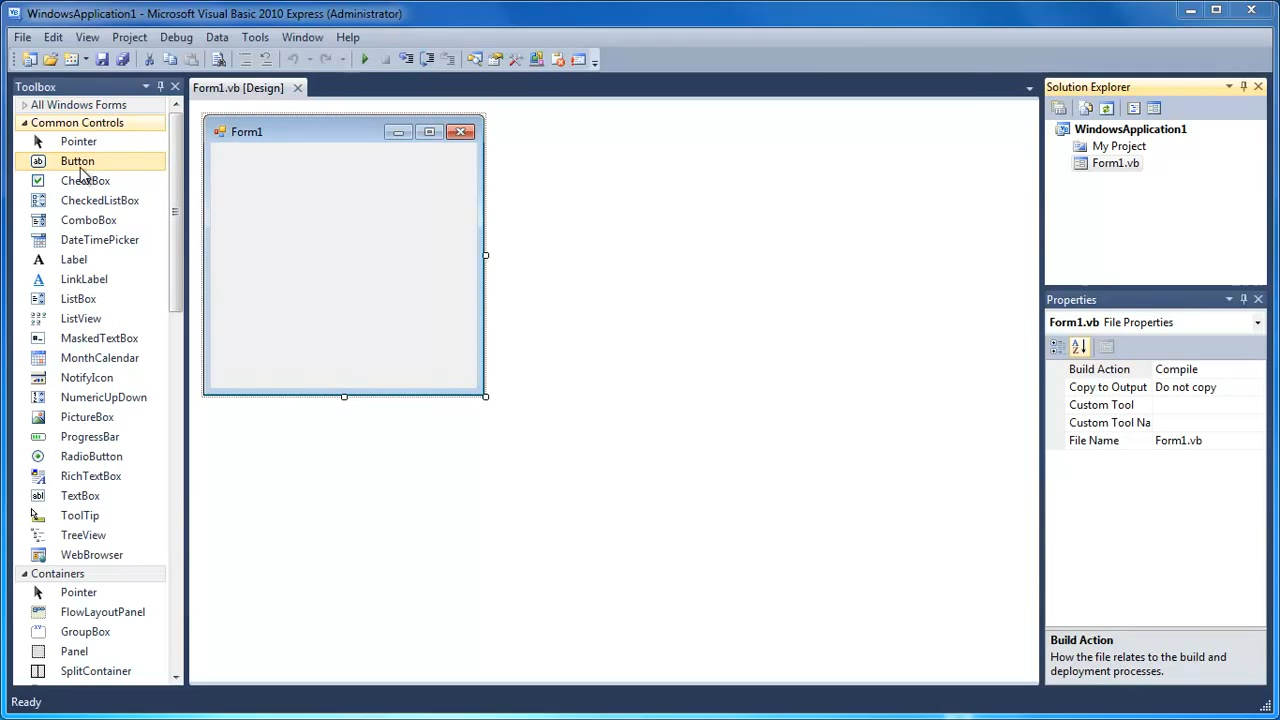 WindowsApplication1 - Microsoft Visual Basic 2010 Express (Administrator)
File Edit View Project Debug Data Tools Window Help
Toolbox
All Windows Forms
Common Controls
Pointer
Button
CheckBox
CheckedListBox
ComboBox
DateTimePicker
Label
LinkLabel
ListBox
ListView
MaskedTextBox
MonthCalendar
NotifyIcon
NumericUpDown
PictureBox
ProgressBar
RadioButton
RichTextBox
TextBox
ToolTip
TreeView
WebBrowser
Containers
Pointer
FlowLayoutPanel
GroupBox
Panel
SplitContainer
Form1.vb [Design]
Form1
Solution Explorer
WindowsApplication1
My Project
Form1.vb
Properties
Form1.vb File Properties
Build Action Compile
Copy to Output Do not copy
Custom Tool
Custom Tool Na
File Name Form1.vb
Build Action
How the file relates to the build and
deployment processes.
Ready